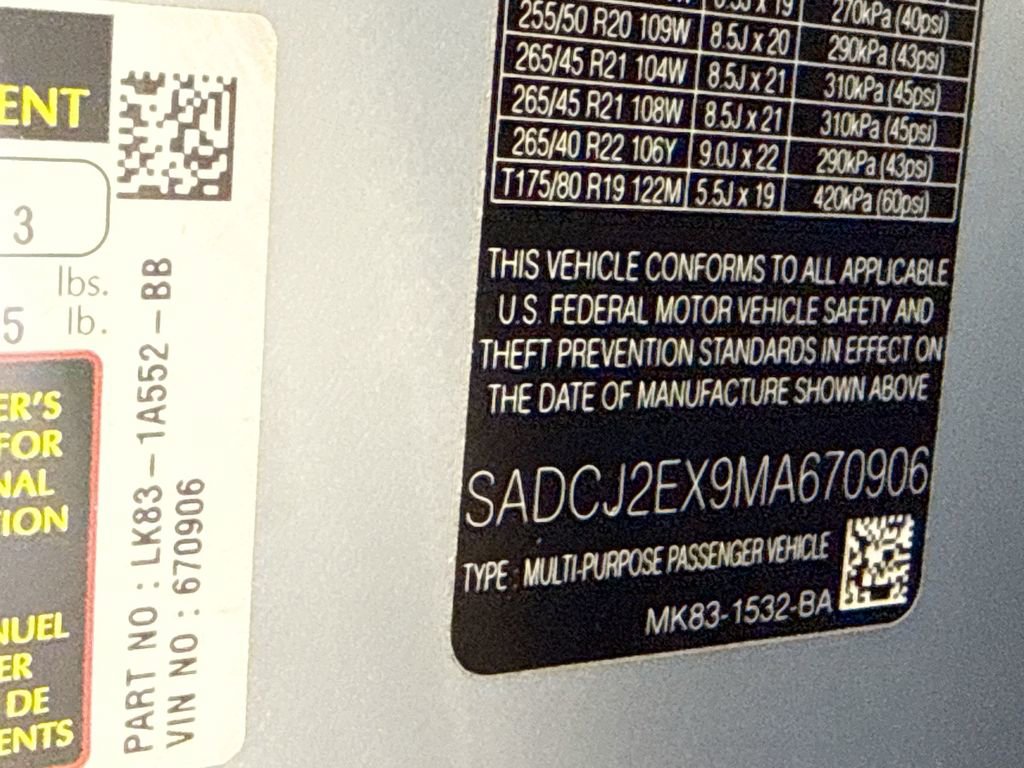 ENT
3
lbs.
5 lb.
ER'S
FOR
NAL
TION
NUEL
ER
DE
ENTS
PART NO : LK83-1A552-BB
VIN NO : 670906
270kPa (40psi)
255/50 R20 109W 8.5J x 20 290kPa (43psi)
265/45 R21 104W 8.5J x 21 310kPa (45psi)
265/45 R21 108W 8.5J x 21 310kPa (45psi)
265/40 R22 106Y 9.0J x 22 290kPa (43psi)
T175/80 R19 122M 5.5J x 19 420kPa (60psi)
THIS VEHICLE CONFORMS TO ALL APPLICABLE
U.S. FEDERAL MOTOR VEHICLE SAFETY AND
THEFT PREVENTION STANDARDS IN EFFECT ON
THE DATE OF MANUFACTURE SHOWN ABOVE
SADCJ2EX9MA670906
TYPE : MULTI-PURPOSE PASSENGER VEHICLE
MK83-1532-BA